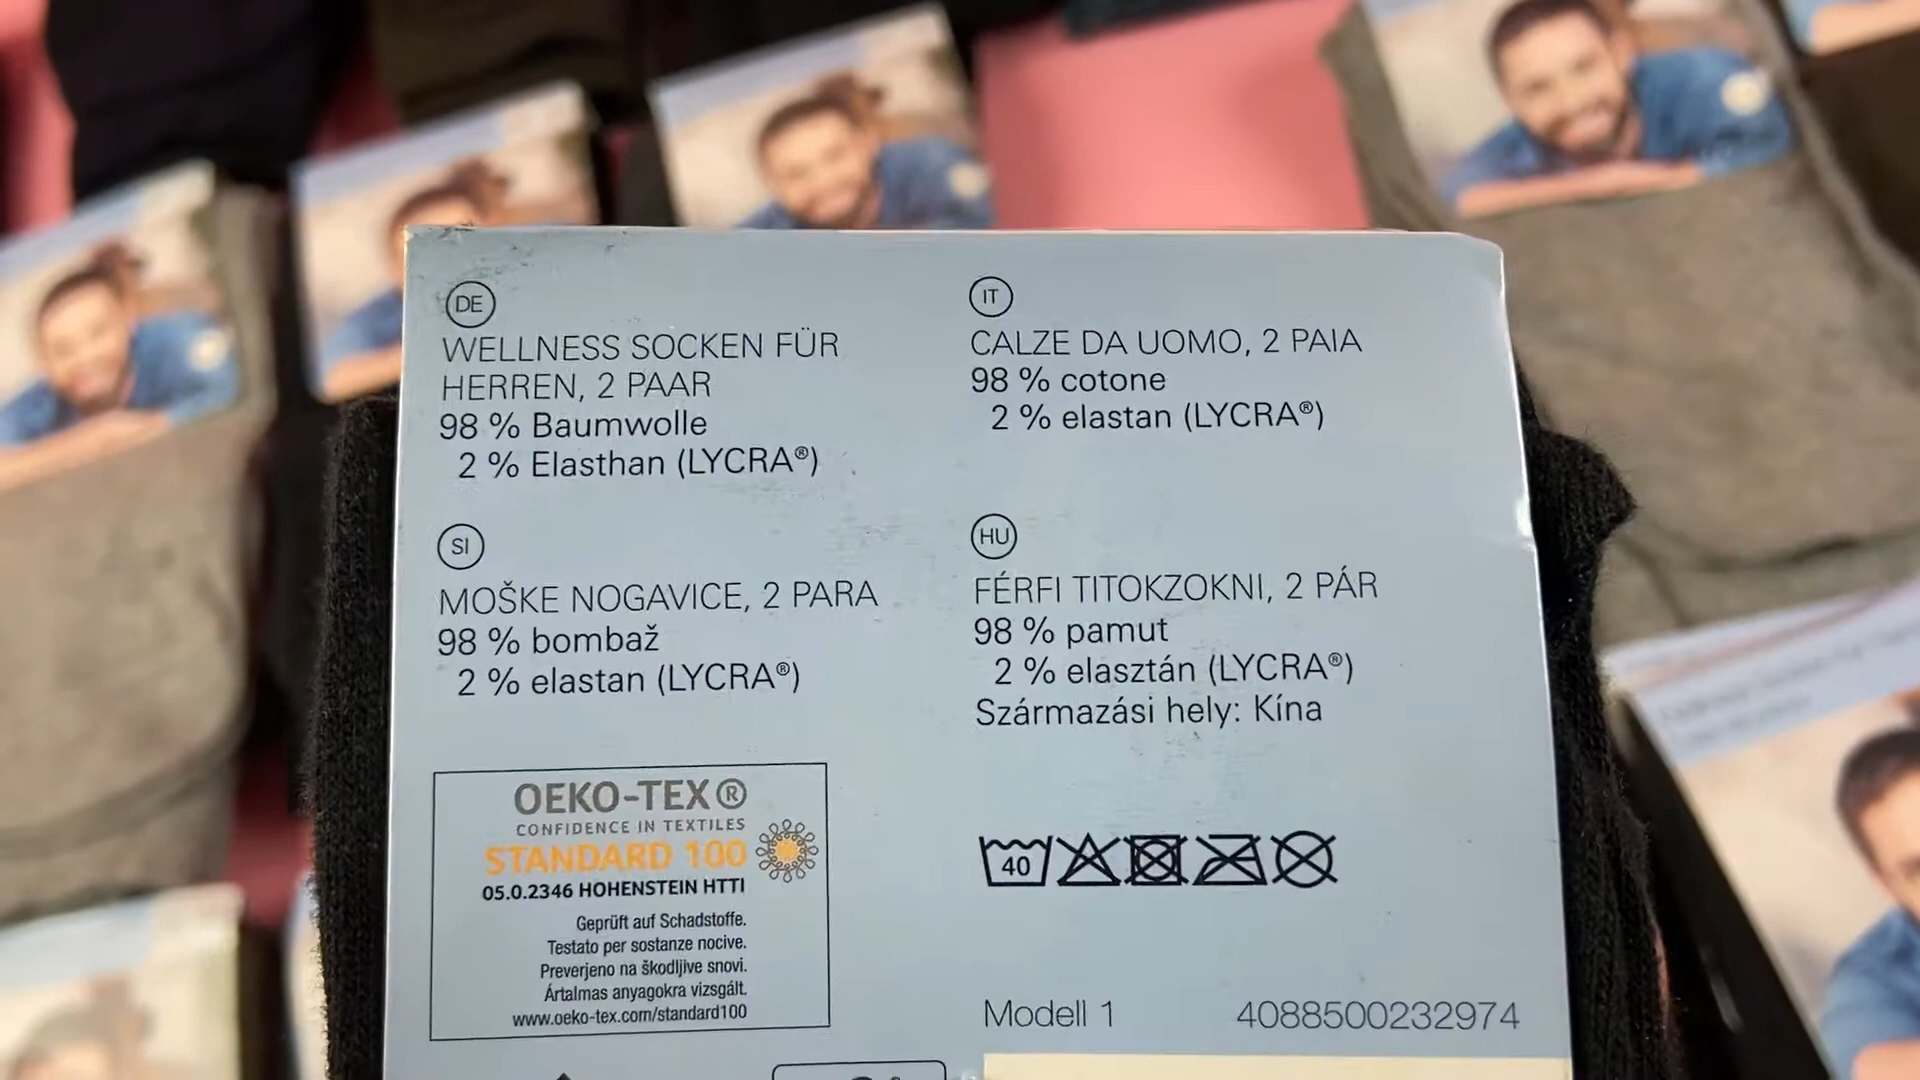 DE
WELLNESS SOCKEN FÜR
HERREN, 2 PAAR
98 % Baumwolle
2 % Elasthan (LYCRA®)
IT
CALZE DA UOMO, 2 PAIA
98 % cotone
2 % elastan (LYCRA®)
SI
MOŠKE NOGAVICE, 2 PARA
98 % bombaž
2 % elastan (LYCRA®)
HU
FÉRFI TITOKZOKNI, 2 PÁR
98 % pamut
2 % elasztán (LYCRA®)
Származási hely: Kína
OEKO-TEX®
CONFIDENCE IN TEXTILES
STANDARD 100
05.0.2346 HOHENSTEIN HTTI
Geprüft auf Schadstoffe.
Testato per sostanze nocive.
Preverjeno na škodljive snovi.
Ártalmas anyagokra vizsgált.
www.oeko-tex.com/standard100
40
Modell 1
4088500232974